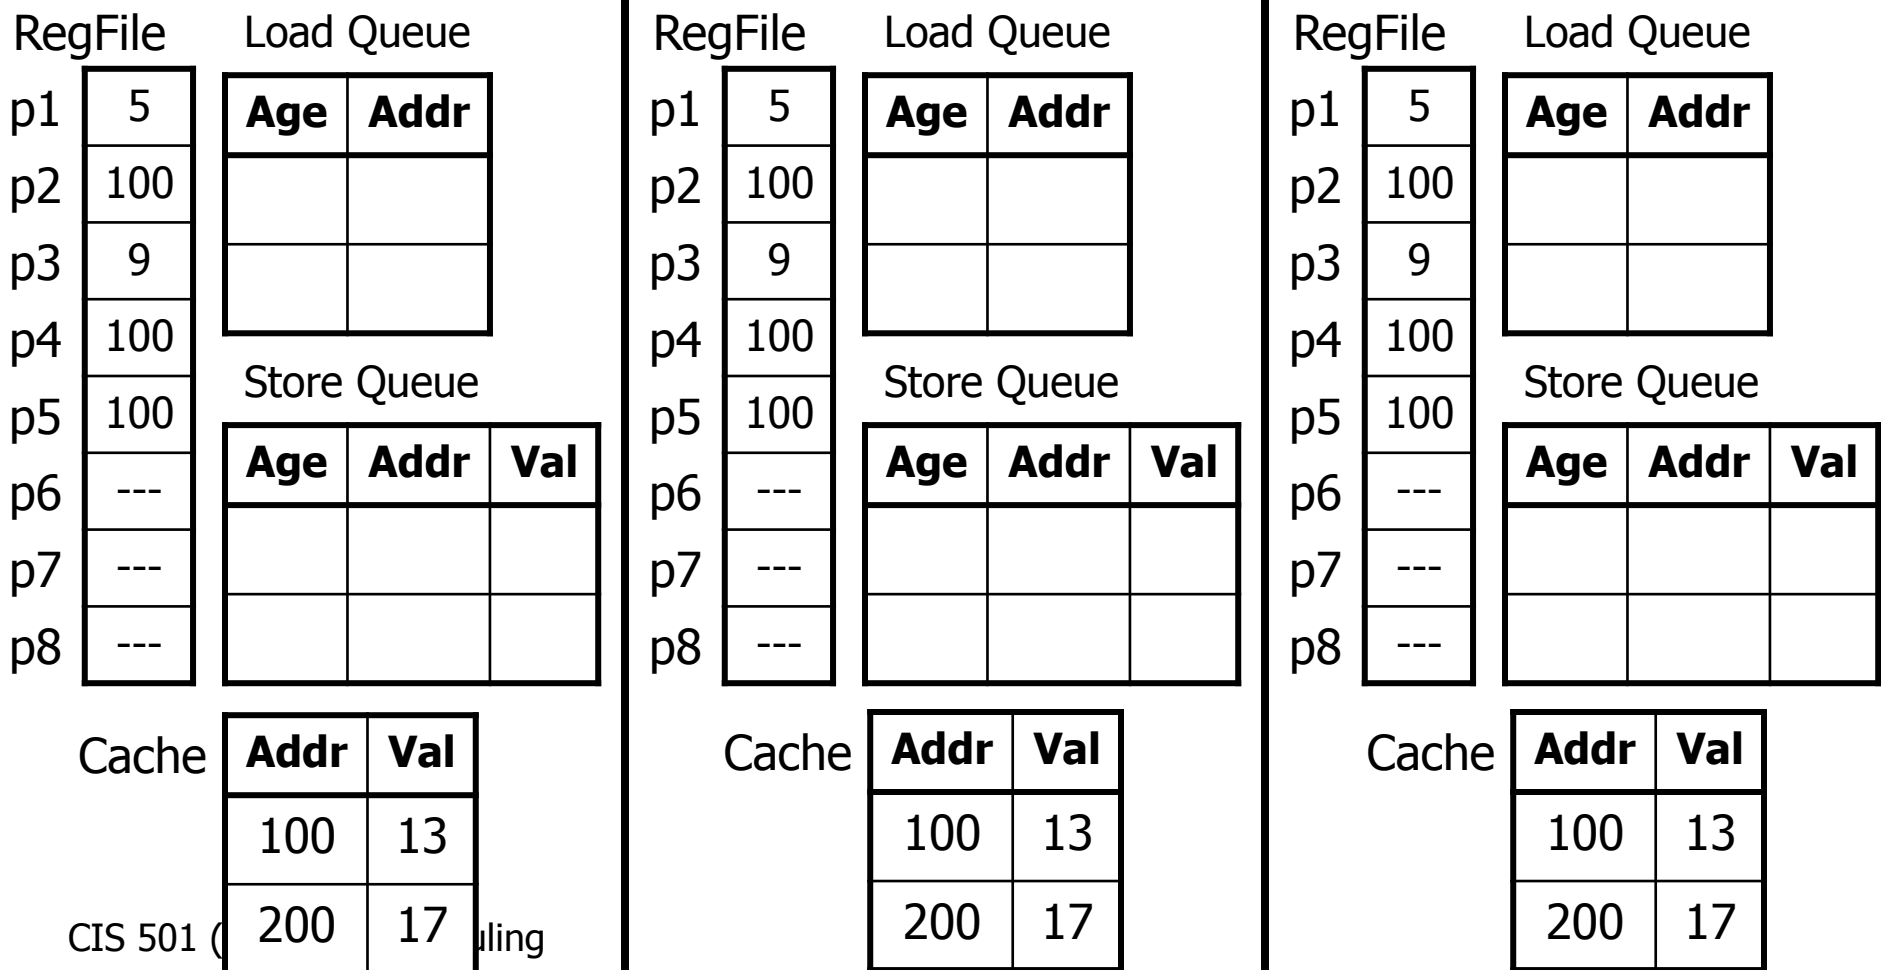 RegFile Load Queue
p1 5 Age Addr
p2 100
p3 9
p4 100
Store Queue
p5 100
Age Addr Val
p6 ---
p7 ---
p8 ---
Cache Addr Val
100 13
200 17
CIS 501 ( uling
RegFile Load Queue
p1 5 Age Addr
p2 100
p3 9
p4 100
Store Queue
p5 100
Age Addr Val
p6 ---
p7 ---
p8 ---
Cache Addr Val
100 13
200 17
RegFile Load Queue
p1 5 Age Addr
p2 100
p3 9
p4 100
Store Queue
p5 100
Age Addr Val
p6 ---
p7 ---
p8 ---
Cache Addr Val
100 13
200 17